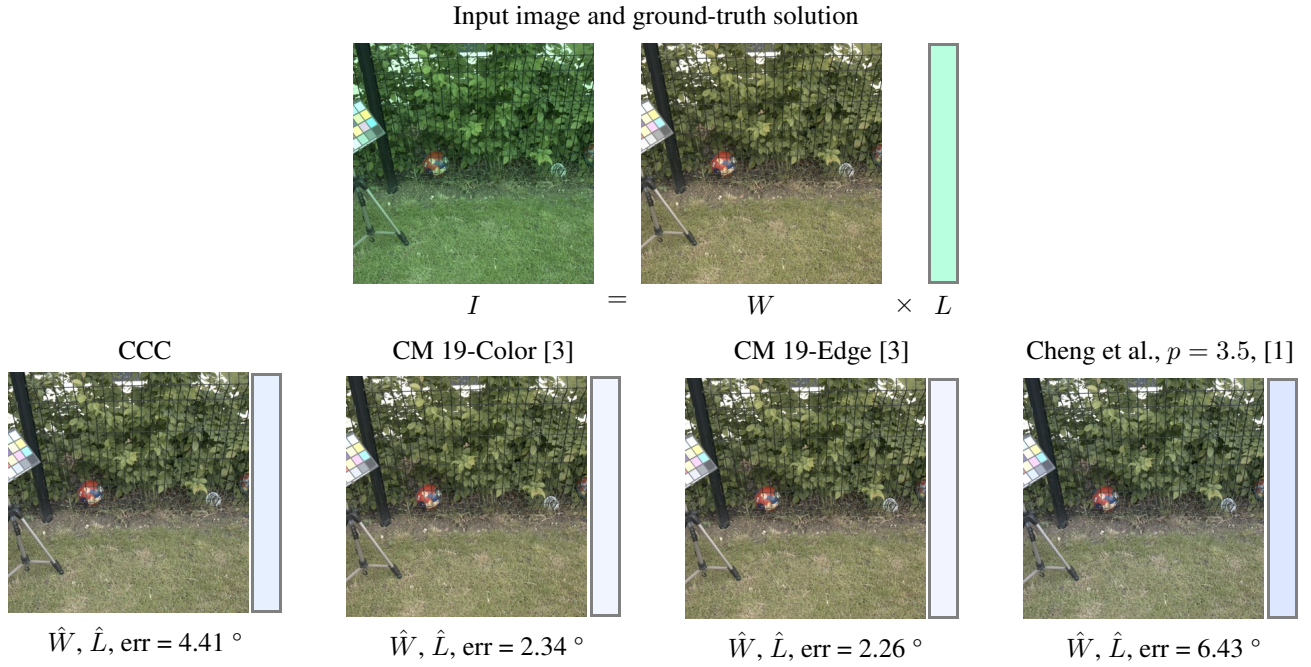 Input image and ground-truth solution
I = W × L
CCC
CM 19-Color [3]
CM 19-Edge [3]
Cheng et al., p = 3.5, [1]
Ŵ, L̂, err = 4.41 °
Ŵ, L̂, err = 2.34 °
Ŵ, L̂, err = 2.26 °
Ŵ, L̂, err = 6.43 °